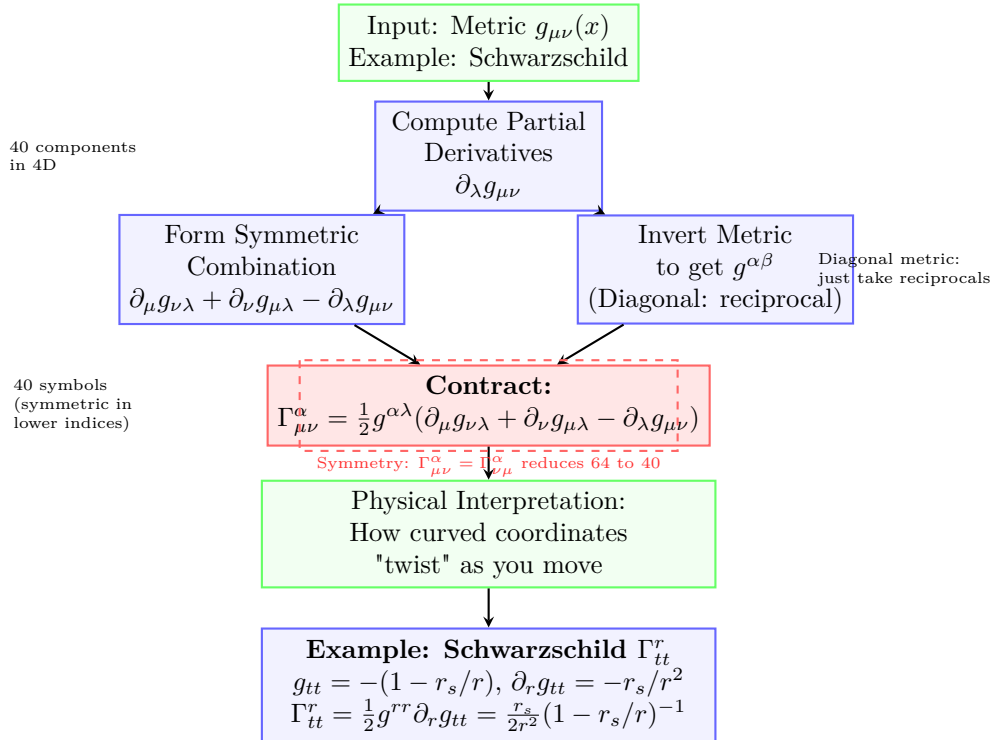 Input: Metric $g_{\mu\nu}(x)$
Example: Schwarzschild
40 components
in 4D
Compute Partial
Derivatives
$\partial_\lambda g_{\mu\nu}$
Form Symmetric
Combination
$\partial_\mu g_{\nu\lambda} + \partial_\nu g_{\mu\lambda} - \partial_\lambda g_{\mu\nu}$
Invert Metric
to get $g^{\alpha\beta}$
(Diagonal: reciprocal)
Diagonal metric:
just take reciprocals
40 symbols
(symmetric in
lower indices)
Contract:
$\Gamma^\alpha_{\mu\nu} = \frac{1}{2} g^{\alpha\lambda}(\partial_\mu g_{\nu\lambda} + \partial_\nu g_{\mu\lambda} - \partial_\lambda g_{\mu\nu})$
Symmetry: $\Gamma^\alpha_{\mu\nu} = \Gamma^\alpha_{\nu\mu}$ reduces 64 to 40
Physical Interpretation:
How curved coordinates
"twist" as you move
Example: Schwarzschild $\Gamma^r_{tt}$
$g_{tt} = -(1 - r_s/r)$, $\partial_r g_{tt} = -r_s/r^2$
$\Gamma^r_{tt} = \frac{1}{2} g^{rr} \partial_r g_{tt} = \frac{r_s}{2r^2}(1 - r_s/r)^{-1}$